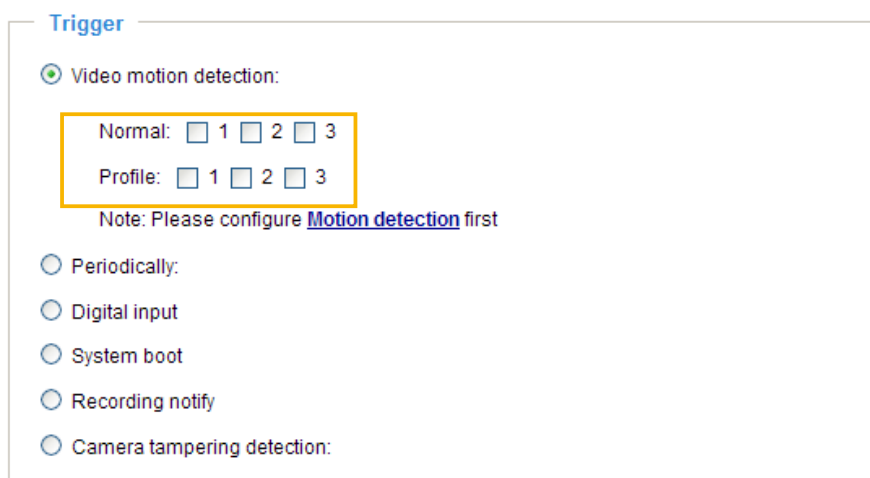 Trigger
Video motion detection:
Normal: 1 2 3
Profile: 1 2 3
Note: Please configure Motion detection first
Periodically:
Digital input
System boot
Recording notify
Camera tampering detection: